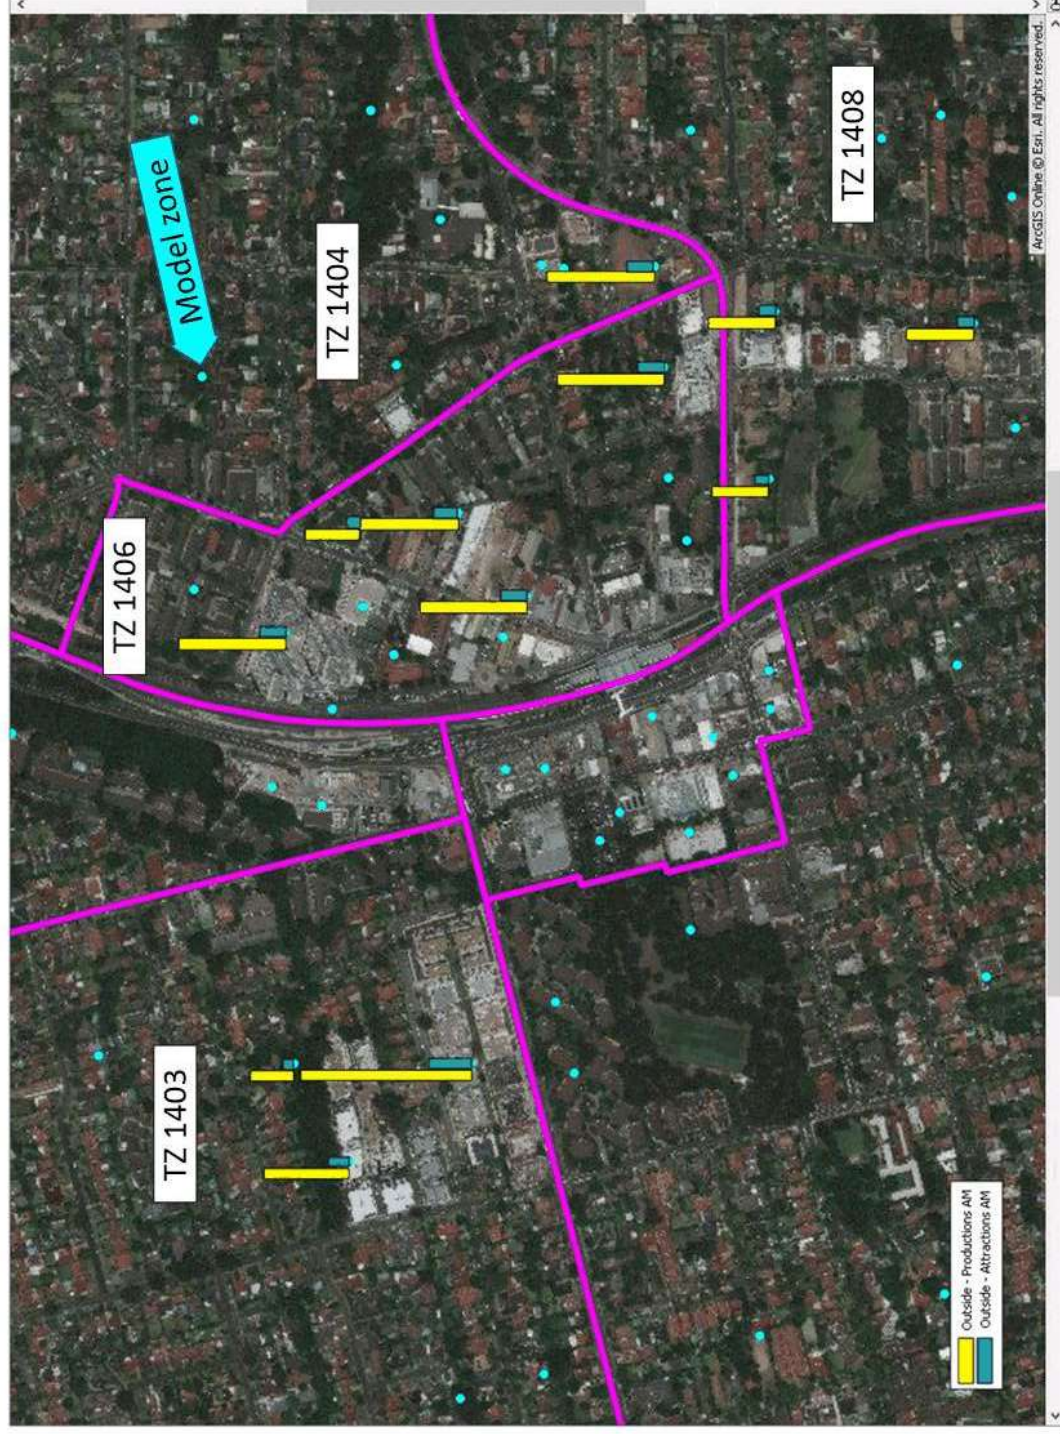 TZ 1406
Model zone
TZ 1403
TZ 1404
TZ 1408
Outside - Productions AM
Outside - Attractions AM
ArcGIS Online © Esri. All rights reserved.